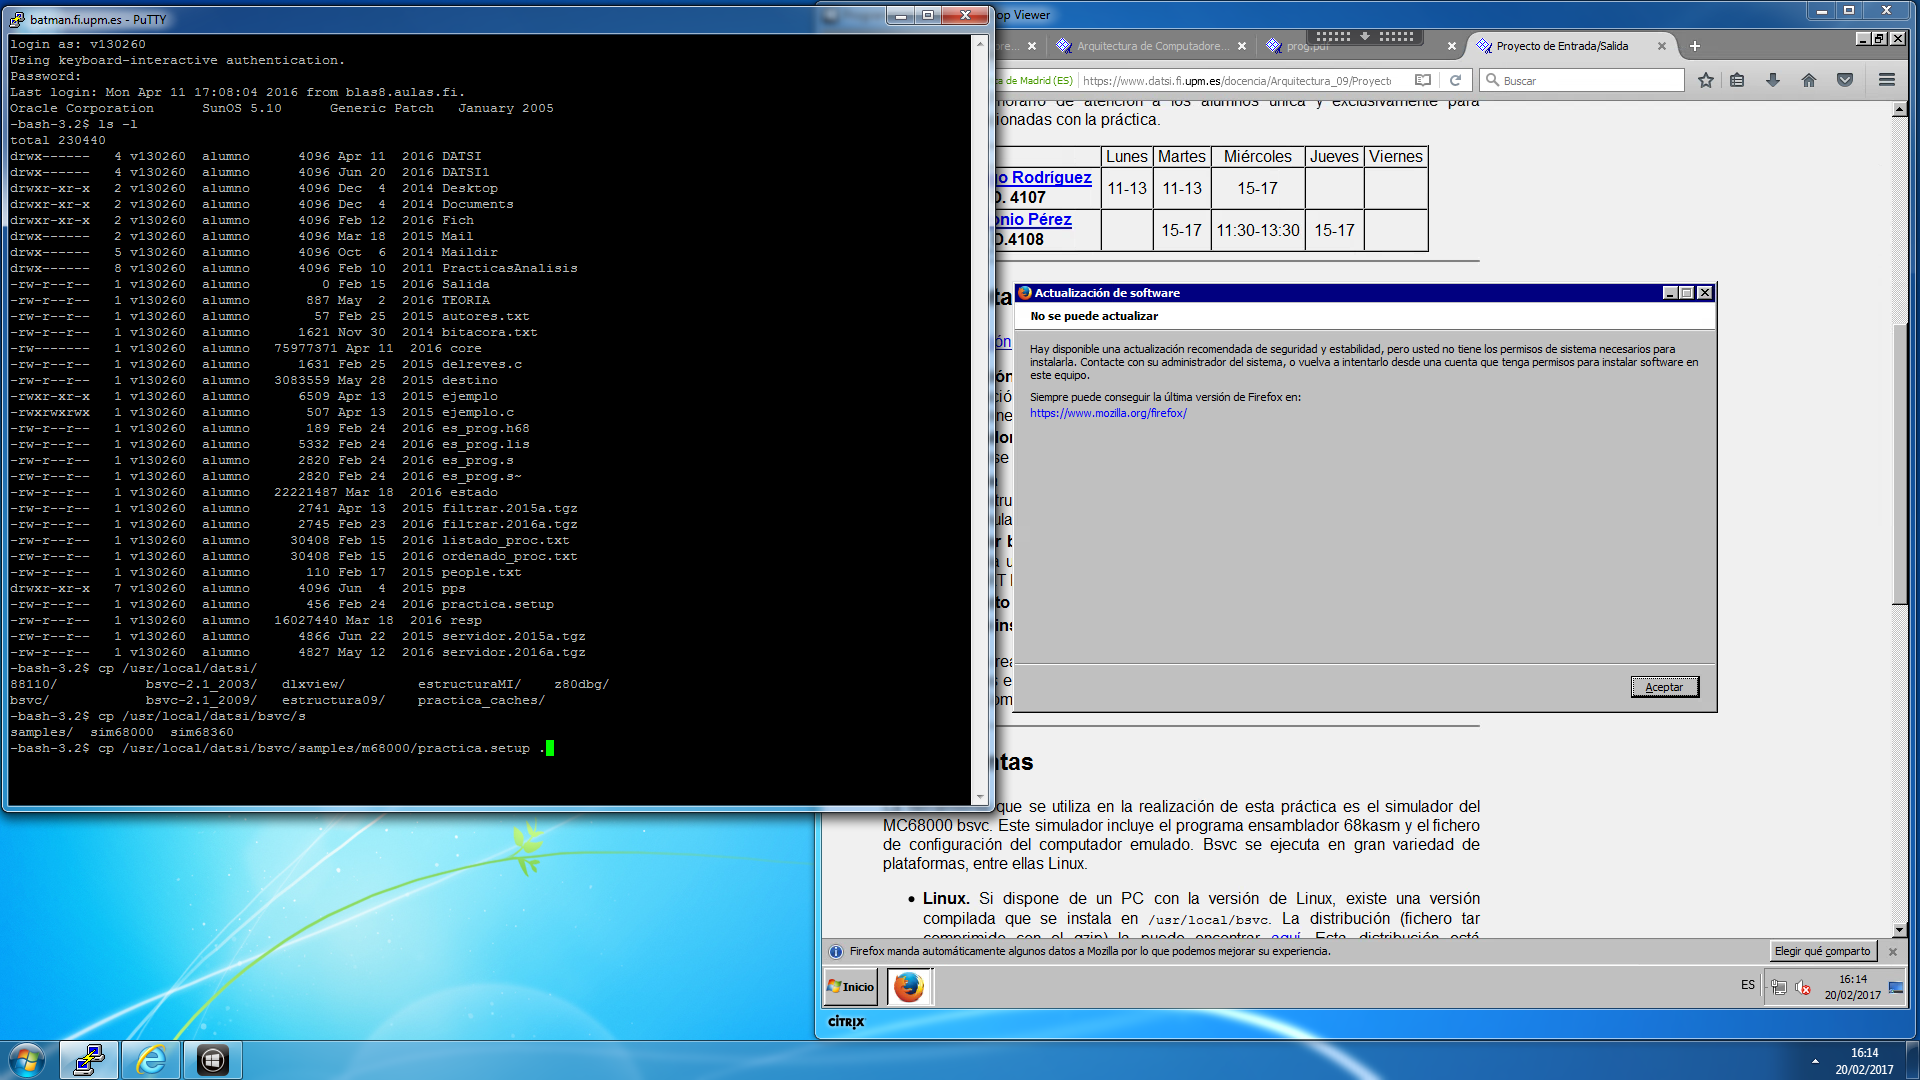 batman.fi.upm.es - PuTTY
login as: v130260
Using keyboard-interactive authentication.
Password:
Last login: Mon Apr 11 17:08:04 2016 from blas8.aulas.fi.
Oracle Corporation      SunOS 5.10      Generic Patch   January 2005
-bash-3.2$ ls -l
total 230440
drwx------   4 v130260  alumno      4096 Apr 11  2016 DATSI
drwx------   4 v130260  alumno      4096 Jun 20  2016 DATSI1
drwxr-xr-x   2 v130260  alumno      4096 Dec  4  2014 Desktop
drwxr-xr-x   2 v130260  alumno      4096 Dec  4  2014 Documents
drwxr-xr-x   2 v130260  alumno      4096 Feb 12  2016 Fich
drwx------   2 v130260  alumno      4096 Mar 18  2015 Mail
drwx------   5 v130260  alumno      4096 Oct  6  2014 Maildir
drwx------   8 v130260  alumno      4096 Feb 10  2011 PracticasAnalisis
-rw-r--r--   1 v130260  alumno         0 Feb 15  2016 Salida
-rw-r--r--   1 v130260  alumno       887 May  2  2016 TEORIA
-rw-r--r--   1 v130260  alumno        57 Feb 25  2015 autores.txt
-rw-r--r--   1 v130260  alumno      1621 Nov 30  2014 bitacora.txt
-rw-------   1 v130260  alumno   75977371 Apr 11  2016 core
-rw-r--r--   1 v130260  alumno      1631 Feb 25  2015 delreves.c
-rw-r--r--   1 v130260  alumno   3083559 May 28  2015 destino
-rwxr-xr-x   1 v130260  alumno      6509 Apr 13  2015 ejemplo
-rwxrwxrwx   1 v130260  alumno       507 Apr 13  2015 ejemplo.c
-rw-r--r--   1 v130260  alumno       189 Feb 24  2016 es_prog.h68
-rw-r--r--   1 v130260  alumno      5332 Feb 24  2016 es_prog.lis
-rw-r--r--   1 v130260  alumno      2820 Feb 24  2016 es_prog.s
-rw-r--r--   1 v130260  alumno      2820 Feb 24  2016 es_prog.s~
-rw-r--r--   1 v130260  alumno   22221487 Mar 18  2016 estado
-rw-r--r--   1 v130260  alumno      2741 Apr 13  2015 filtrar.2015a.tgz
-rw-r--r--   1 v130260  alumno      2745 Feb 23  2016 filtrar.2016a.tgz
-rw-r--r--   1 v130260  alumno     30408 Feb 15  2016 listado_proc.txt
-rw-r--r--   1 v130260  alumno     30408 Feb 15  2016 ordenado_proc.txt
-rw-r--r--   1 v130260  alumno       110 Feb 17  2015 people.txt
drwxr-xr-x   7 v130260  alumno      4096 Jun  4  2015 pps
-rw-r--r--   1 v130260  alumno       456 Feb 24  2016 practica.setup
-rw-r--r--   1 v130260  alumno   16027440 Mar 18  2016 resp
-rw-r--r--   1 v130260  alumno      4866 Jun 22  2015 servidor.2015a.tgz
-rw-r--r--   1 v130260  alumno      4827 May 12  2016 servidor.2016a.tgz
-bash-3.2$ cp /usr/local/datsi/
88110/           bsvc-2.1_2003/   dlxview/         estructuraMI/    z80dbg/
bsvc/            bsvc-2.1_2009/   estructura09/    practica_caches/
-bash-3.2$ cp /usr/local/datsi/bsvc/s
samples/  sim68000  sim68360
-bash-3.2$ cp /usr/local/datsi/bsvc/samples/m68000/practica.setup .
op Viewer
re...
Arquitectura de Computadore...
prog.pdf
Proyecto de Entrada/Salida
ca de Madrid (ES)
https://www.datsi.fi.upm.es/docencia/Arquitectura_09/Proyect
Buscar
horario de atención a los alumnos única y exclusivamente para
ionadas con la práctica.
Lunes Martes Miércoles Jueves Viernes
o Rodríguez
D. 4107
11-13 11-13 15-17
onio Pérez
D.4108
15-17 11:30-13:30 15-17
Actualización de software
No se puede actualizar
Hay disponible una actualización recomendada de seguridad y estabilidad, pero usted no tiene los permisos de sistema necesarios para
instalarla. Contacte con su administrador del sistema, o vuelva a intentarlo desde una cuenta que tenga permisos para instalar software en
este equipo.
Siempre puede conseguir la última versión de Firefox en:
https://www.mozilla.org/firefox/
Aceptar
ntas
que se utiliza en la realización de esta práctica es el simulador del
MC68000 bsvc. Este simulador incluye el programa ensamblador 68kasm y el fichero
de configuración del computador emulado. Bsvc se ejecuta en gran variedad de
plataformas, entre ellas Linux.
• Linux. Si dispone de un PC con la versión de Linux, existe una versión
compilada que se instala en /usr/local/bsvc. La distribución (fichero tar
comprimido con el gzip) la puede encontrar aquí. Esta distribución está
Firefox manda automáticamente algunos datos a Mozilla por lo que podemos mejorar su experiencia.
Elegir qué comparto
Inicio
ES
16:14
20/02/2017
CITRIX
16:14
20/02/2017